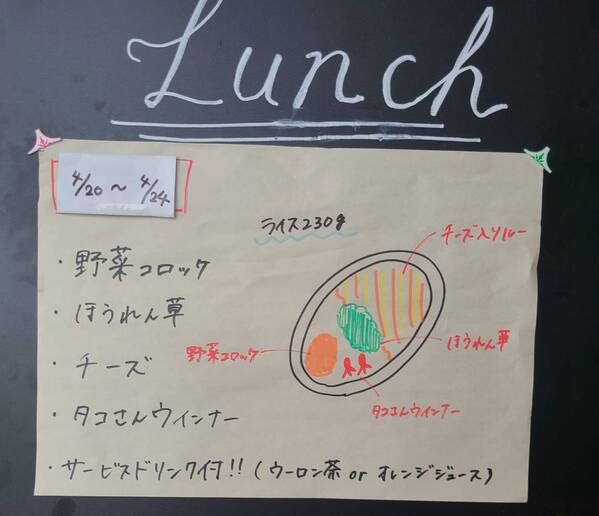 Lunch
4/20 ~ 4/24
ライス230g
チーズ入りルー
・野菜コロッケ
・ほうれん草
ほうれん草
野菜コロッケ
・チーズ
タコさんウインナー
・タコさんウィンナー
・サービスドリンク付!! (ウーロン茶 or オレンジジュース)